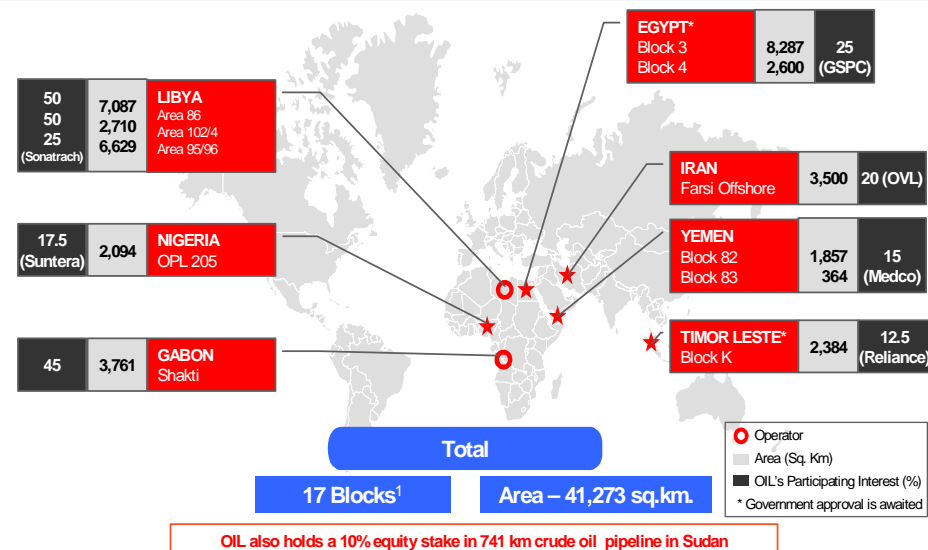 EGYPT*
Block 3
Block 4
8,287
2,600
25
(GSPC)
50
50
25
(Sonatrach)
7,087
2,710
6,629
LIBYA
Area 86
Area 102/4
Area 95/96
IRAN
Farsi Offshore
3,500
20 (OVL)
17.5
(Suntera)
2,094
NIGERIA
OPL 205
YEMEN
Block 82
Block 83
1,857
364
15
(Medco)
45
3,761
GABON
Shakti
TIMOR LESTE*
Block K
2,384
12.5
(Reliance)
Total
17 Blocks1
Area – 41,273 sq.km.
Operator
Area (Sq. Km)
OIL's Participating Interest (%)
* Government approval is awaited
OIL also holds a 10% equity stake in 741 km crude oil pipeline in Sudan